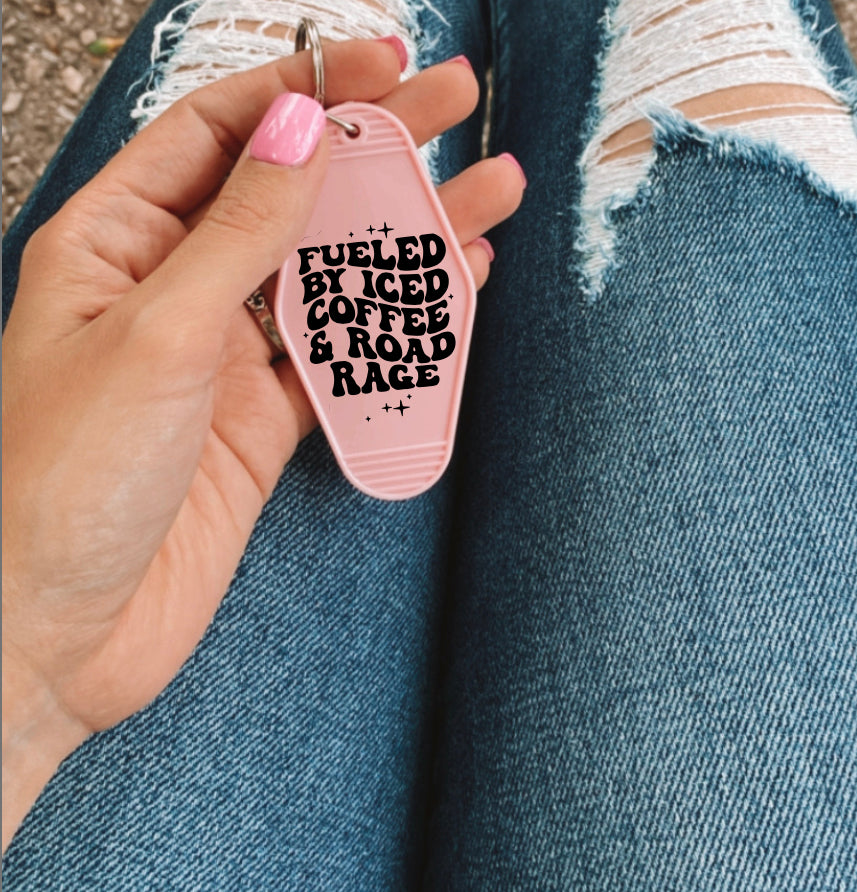 FUELED
BY ICED
COFFEE
& ROAD
RAGE